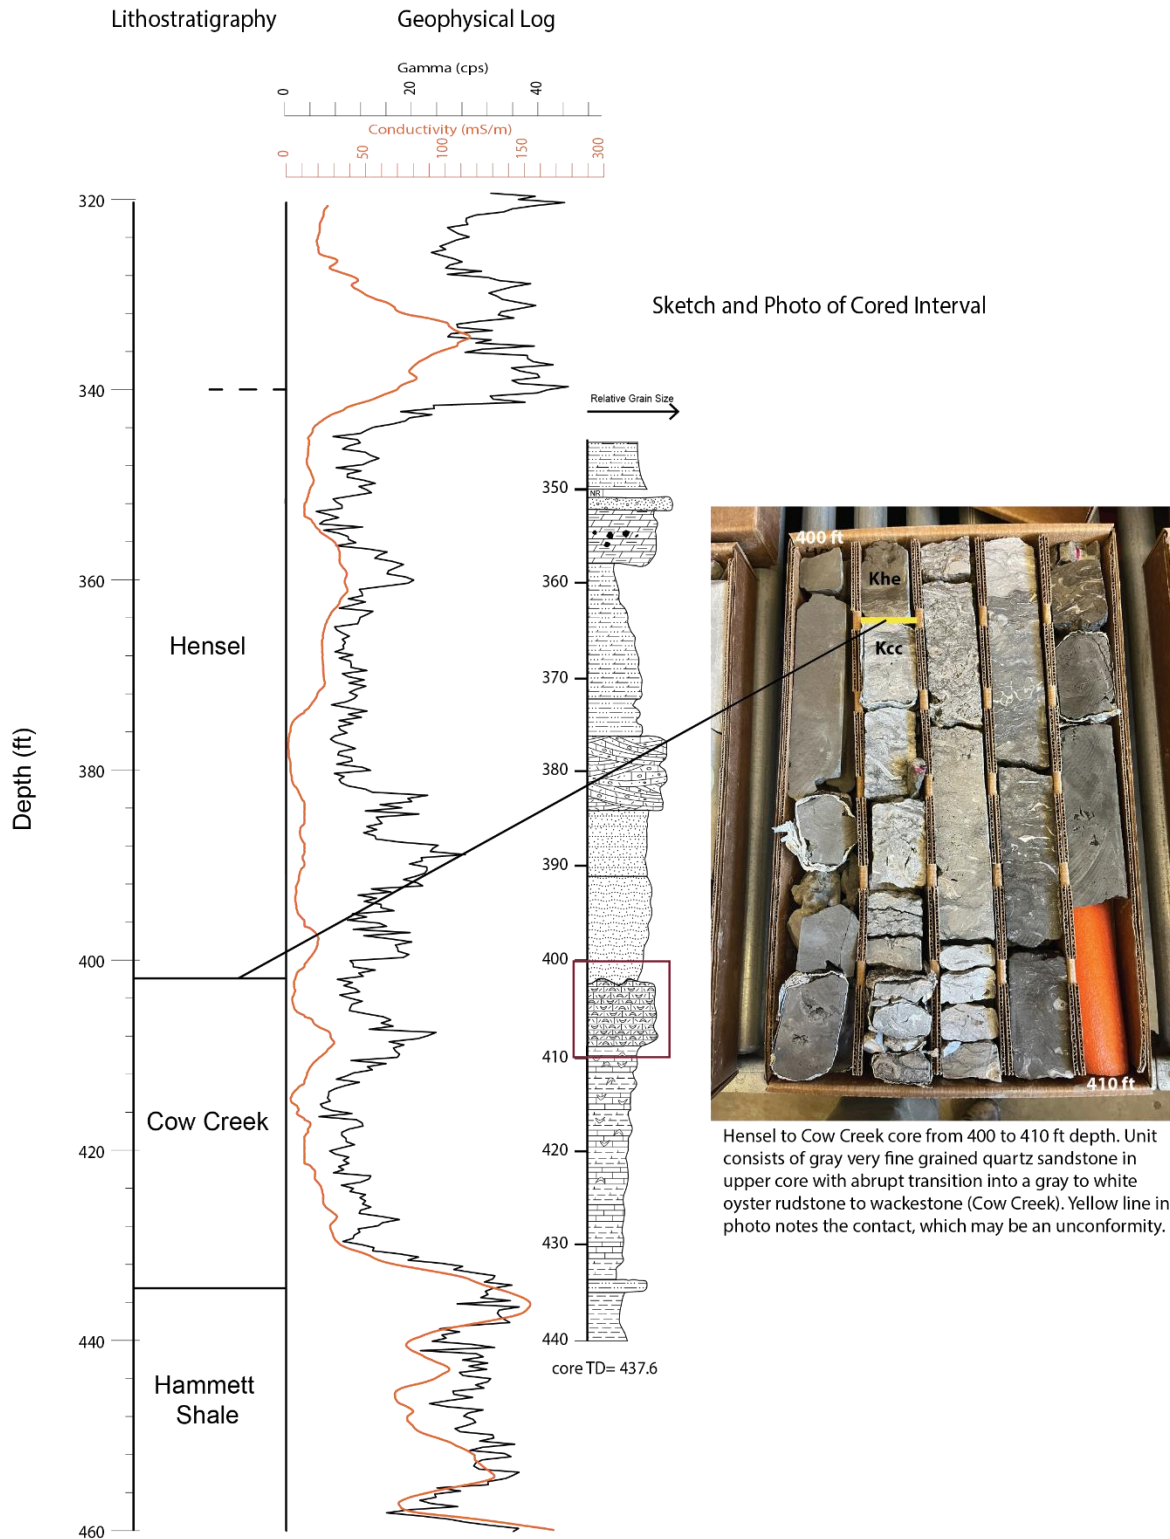 Lithostratigraphy
Geophysical Log
Gamma (cps)
0 20 40
Conductivity (mS/m)
0 50 100 150 300
Sketch and Photo of Cored Interval
Relative Grain Size
Depth (ft)
320
340
360
380
400
420
440
460
Hensel
Cow Creek
Hammett
Shale
350
NR
360
370
380
390
400
410
420
430
440
core TD= 437.6
400 ft
Khe
Kcc
410 ft
Hensel to Cow Creek core from 400 to 410 ft depth. Unit
consists of gray very fine grained quartz sandstone in
upper core with abrupt transition into a gray to white
oyster rudstone to wackestone (Cow Creek). Yellow line in
photo notes the contact, which may be an unconformity.